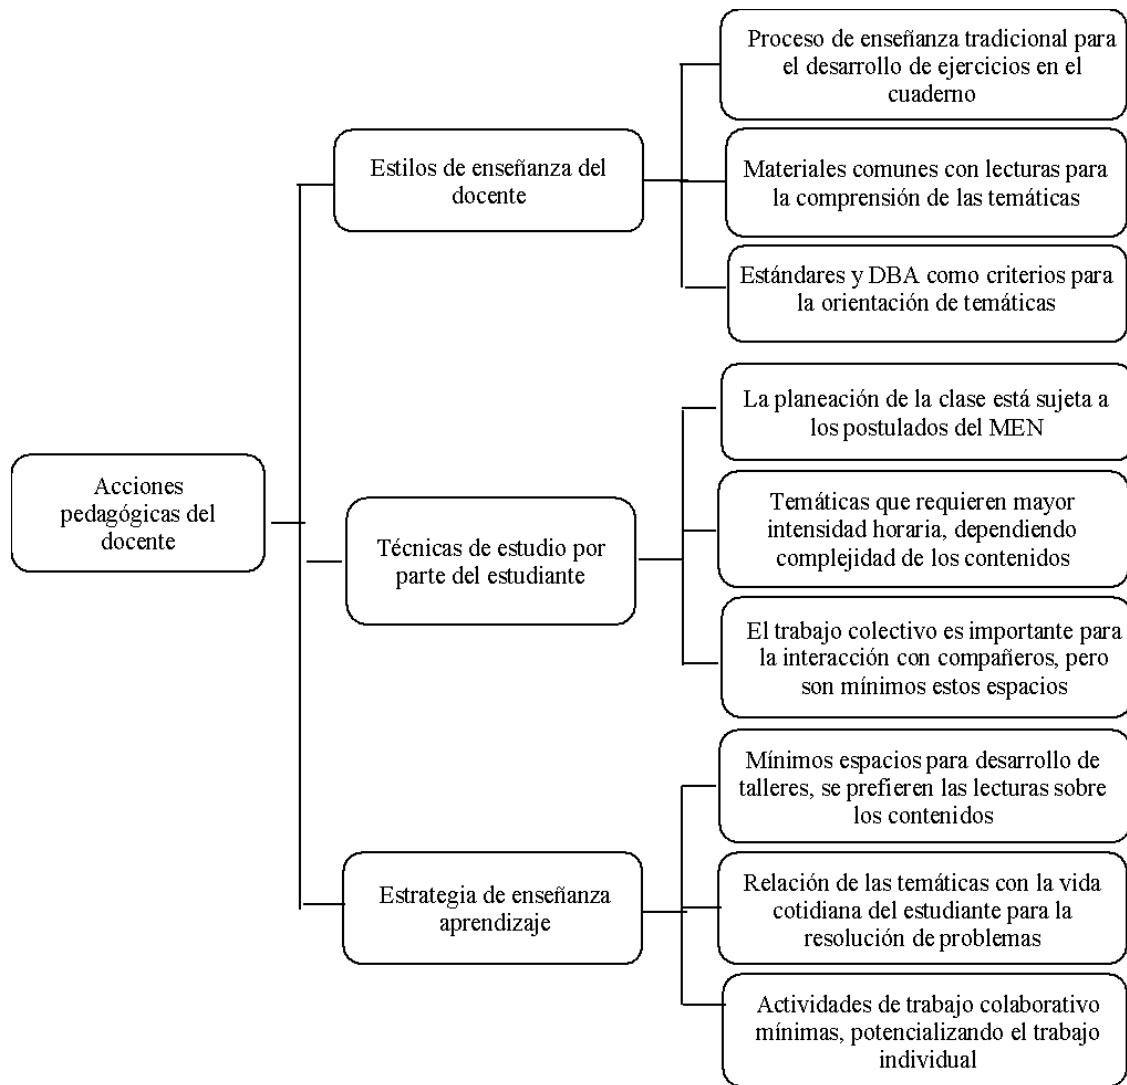 Proceso de enseñanza tradicional para
el desarrollo de ejercicios en el
cuaderno
Estilos de enseñanza del
docente
Materiales comunes con lecturas para
la comprensión de las temáticas
Estándares y DBA como criterios para
la orientación de temáticas
La planeación de la clase está sujeta a
los postulados del MEN
Acciones
pedagógicas del
docente
Técnicas de estudio por
parte del estudiante
Temáticas que requieren mayor
intensidad horaria, dependiendo
complejidad de los contenidos
El trabajo colectivo es importante para
la interacción con compañeros, pero
son mínimos estos espacios
Mínimos espacios para desarrollo de
talleres, se prefieren las lecturas sobre
los contenidos
Estrategia de enseñanza
aprendizaje
Relación de las temáticas con la vida
cotidiana del estudiante para la
resolución de problemas
Actividades de trabajo colaborativo
mínimas, potencializando el trabajo
individual